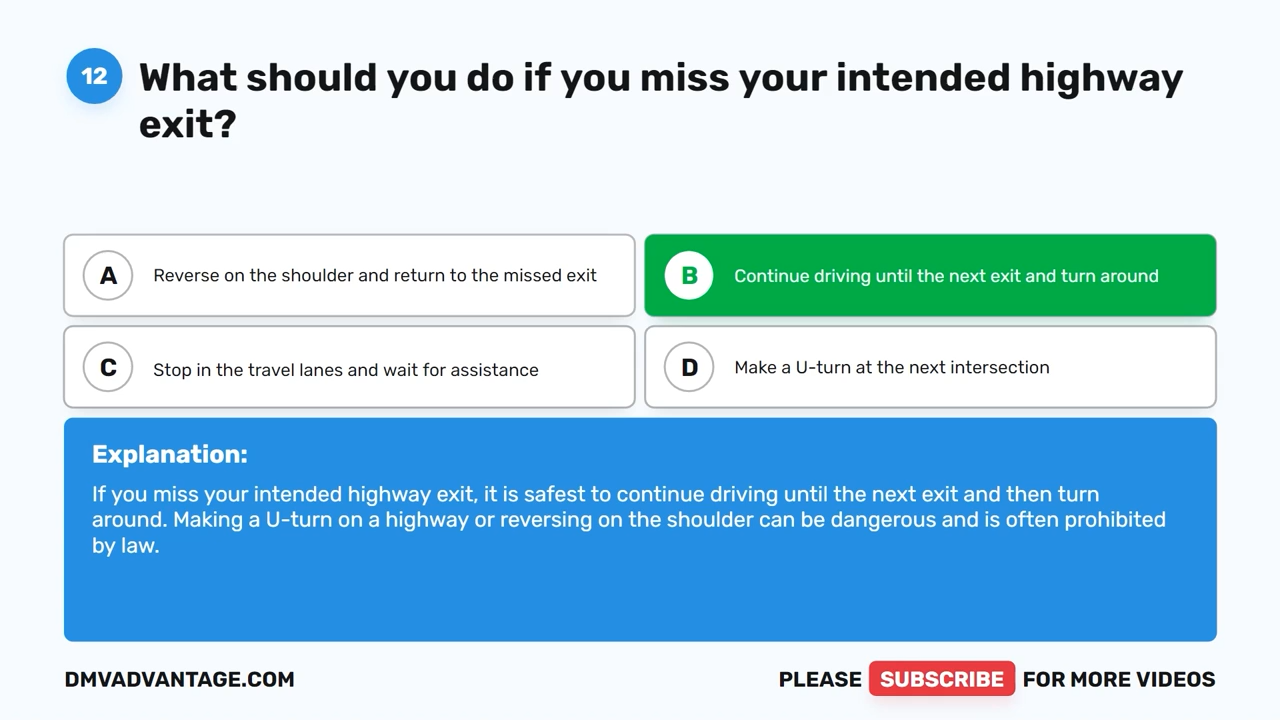 12
What should you do if you miss your intended highway
exit?
A
Reverse on the shoulder and return to the missed exit
B
Continue driving until the next exit and turn around
C
Stop in the travel lanes and wait for assistance
D
Make a U-turn at the next intersection
Explanation:
If you miss your intended highway exit, it is safest to continue driving until the next exit and then turn
around. Making a U-turn on a highway or reversing on the shoulder can be dangerous and is often prohibited
by law.
DMVADVANTAGE.COM
PLEASE SUBSCRIBE FOR MORE VIDEOS